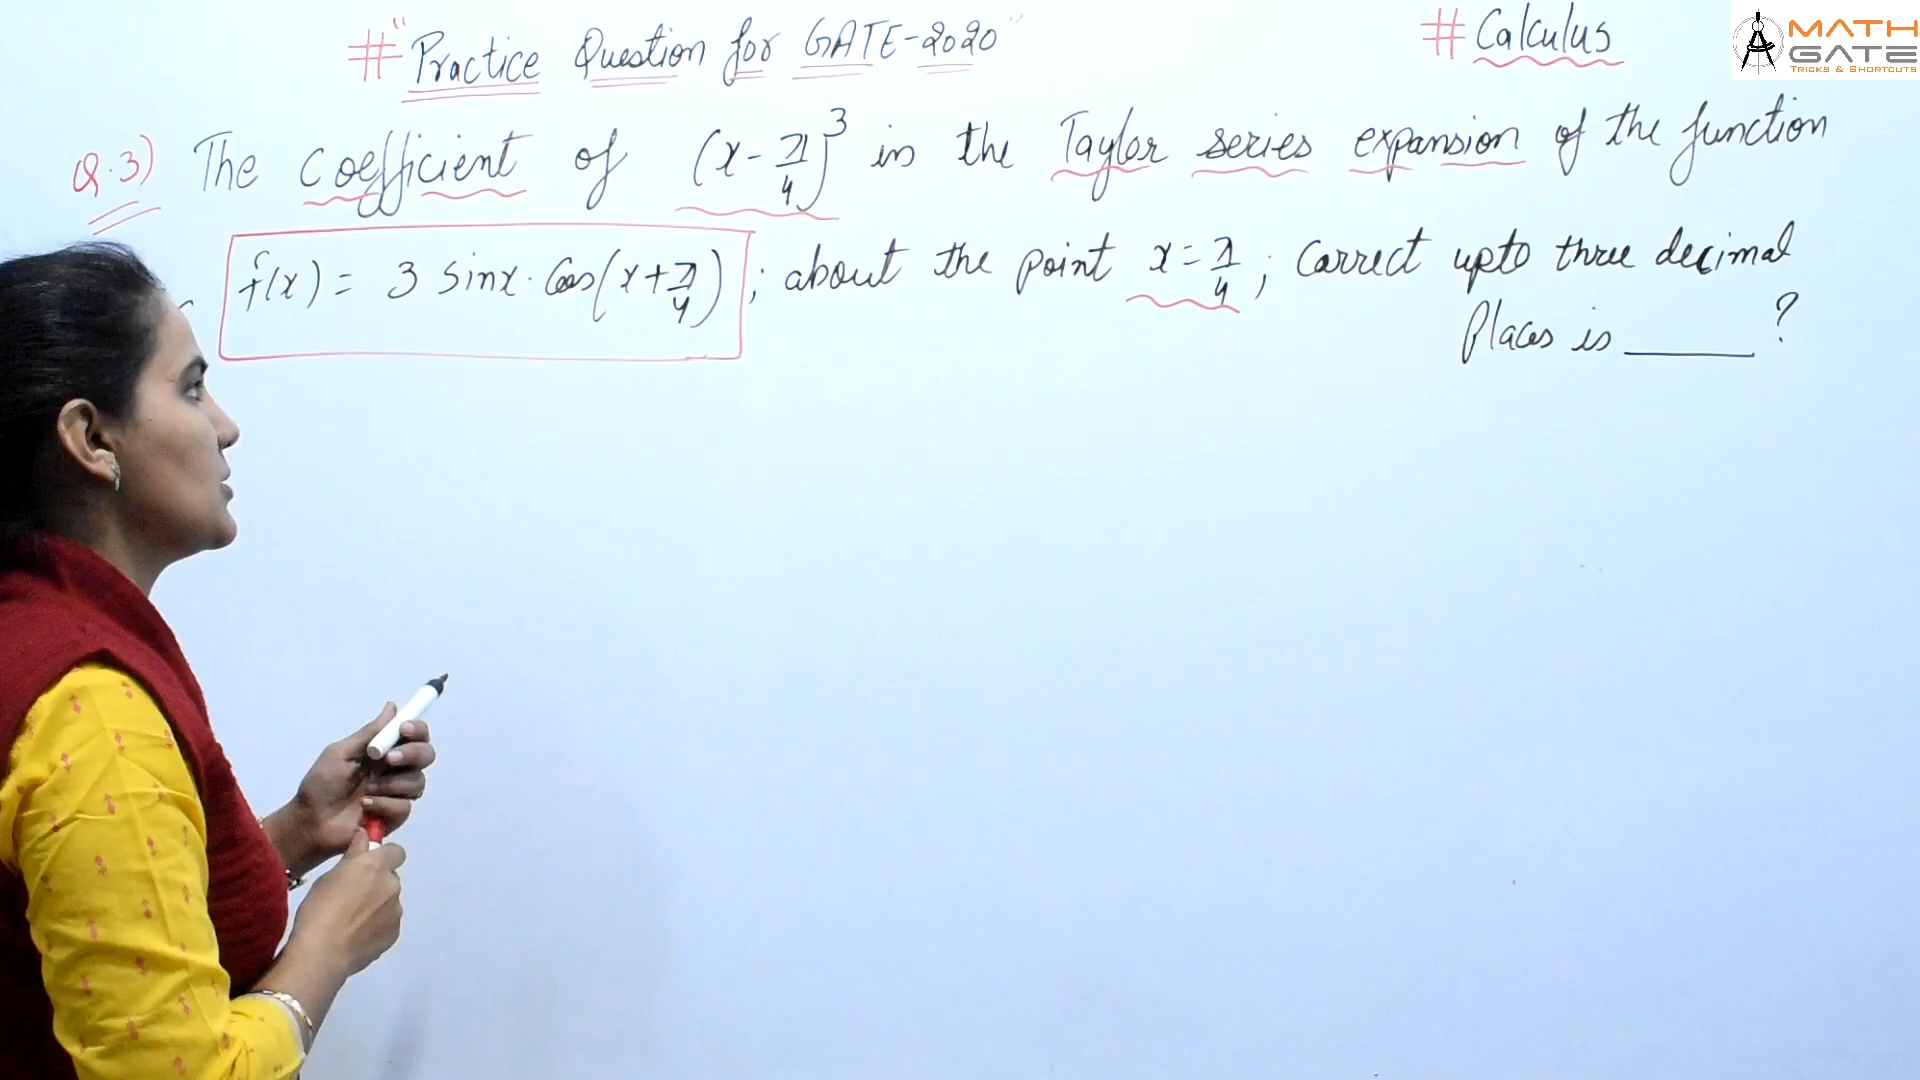 # "Practice Question for GATE-2020"
# Calculus
MATH
GATE
TRICKS & SHORTCUTS
Q.3) The coefficient of (x - π/4)³ in the Taylor series expansion of the function
f(x) = 3 sinx · Cos(x + π/4) ; about the point x = π/4 ; Correct upto three decimal
Places is ______ ?